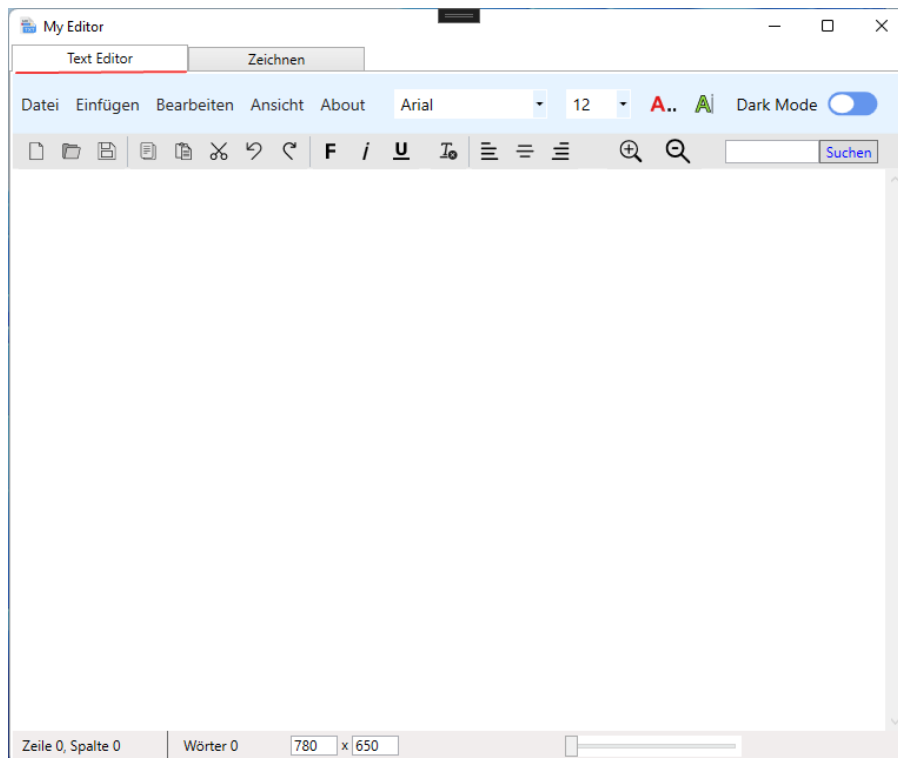 My Editor
Text Editor Zeichnen
Datei Einfügen Bearbeiten Ansicht About Arial 12 A.. A Dark Mode
F i U Suchen
Zeile 0, Spalte 0 Wörter 0 780 x 650